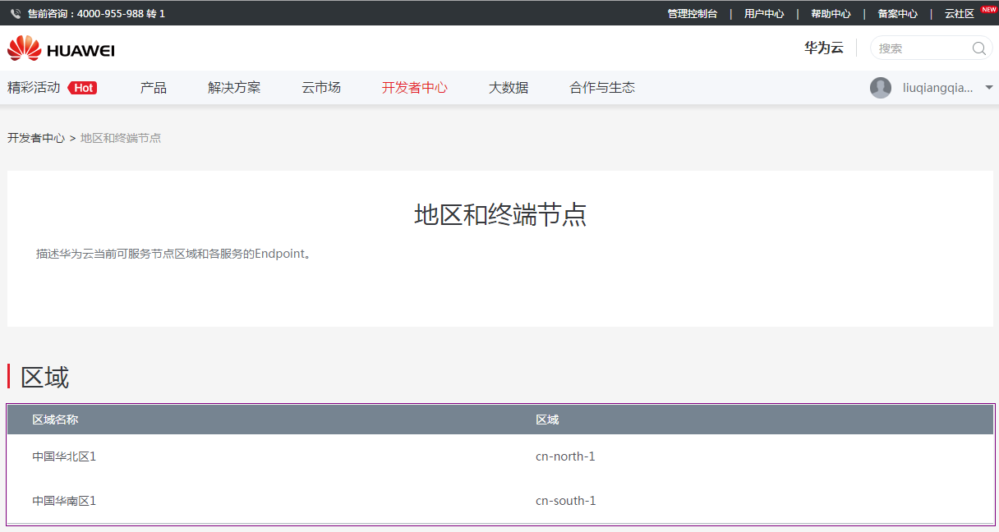 售前咨询：4000-955-988 转 1 管理控制台 | 用户中心 | 帮助中心 | 备案中心 | 云社区 NEW
HUAWEI 华为云 搜索
精彩活动 Hot 产品 解决方案 云市场 开发者中心 大数据 合作与生态 liuqiangqia...
开发者中心 > 地区和终端节点
地区和终端节点
描述华为云当前可服务节点区域和各服务的Endpoint。
区域
区域名称 区域
中国华北区1 cn-north-1
中国华南区1 cn-south-1